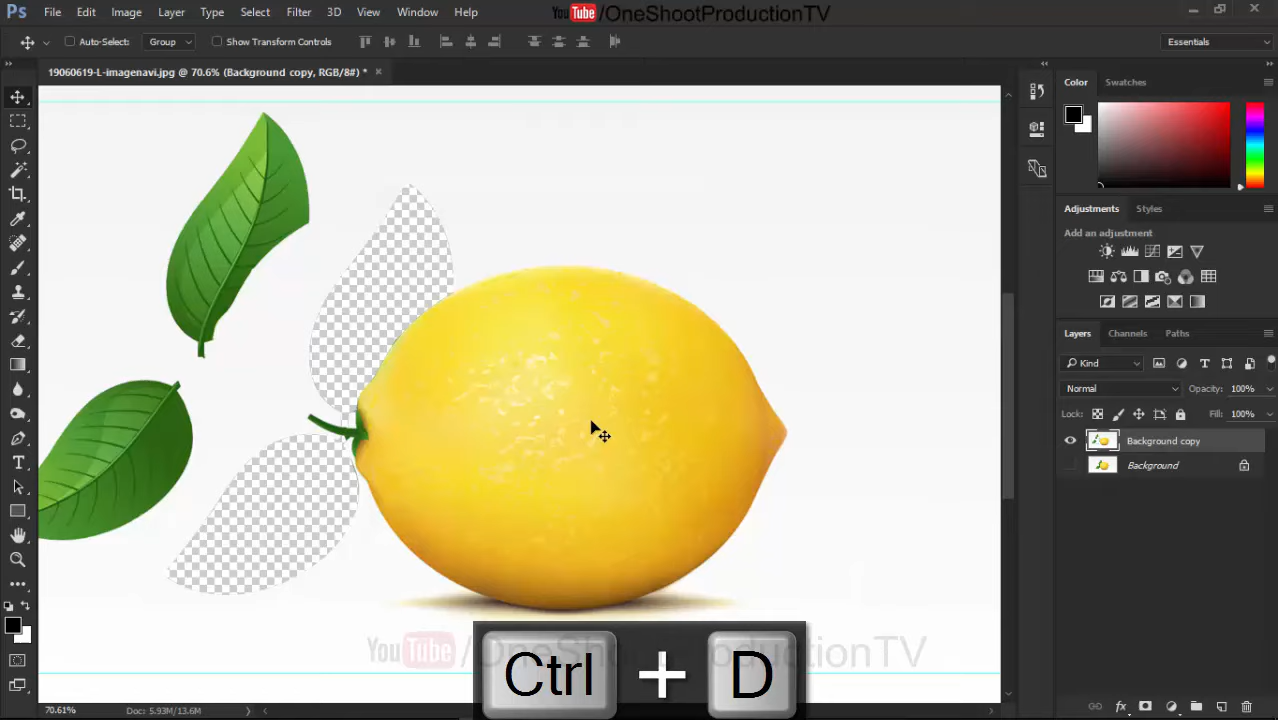 Ps File Edit Image Layer Type Select Filter 3D View Window Help
YouTube/OneShootProductionTV
Auto-Select: Group Show Transform Controls Essentials
19060619-L-imagenavi.jpg @ 70.6% (Background copy, RGB/8#) *
Color Swatches
Adjustments Styles
Add an adjustment
Layers Channels Paths
Kind
Normal Opacity: 100%
Lock: Fill: 100%
Background copy
Background
YouTube/OneShootProductionTV
Ctrl + D
70.61% Doc: 5.93M/13.6M